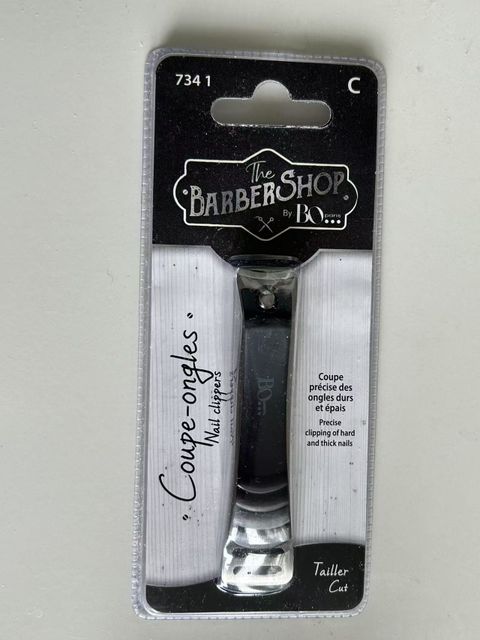 734 1
C
The
BARBERSHOP
By BO... paris
Coupe-ongles
Nail clippers
BO...
Coupe
précise des
ongles durs
et épais
Precise
clipping of hard
and thick nails
Tailler
Cut